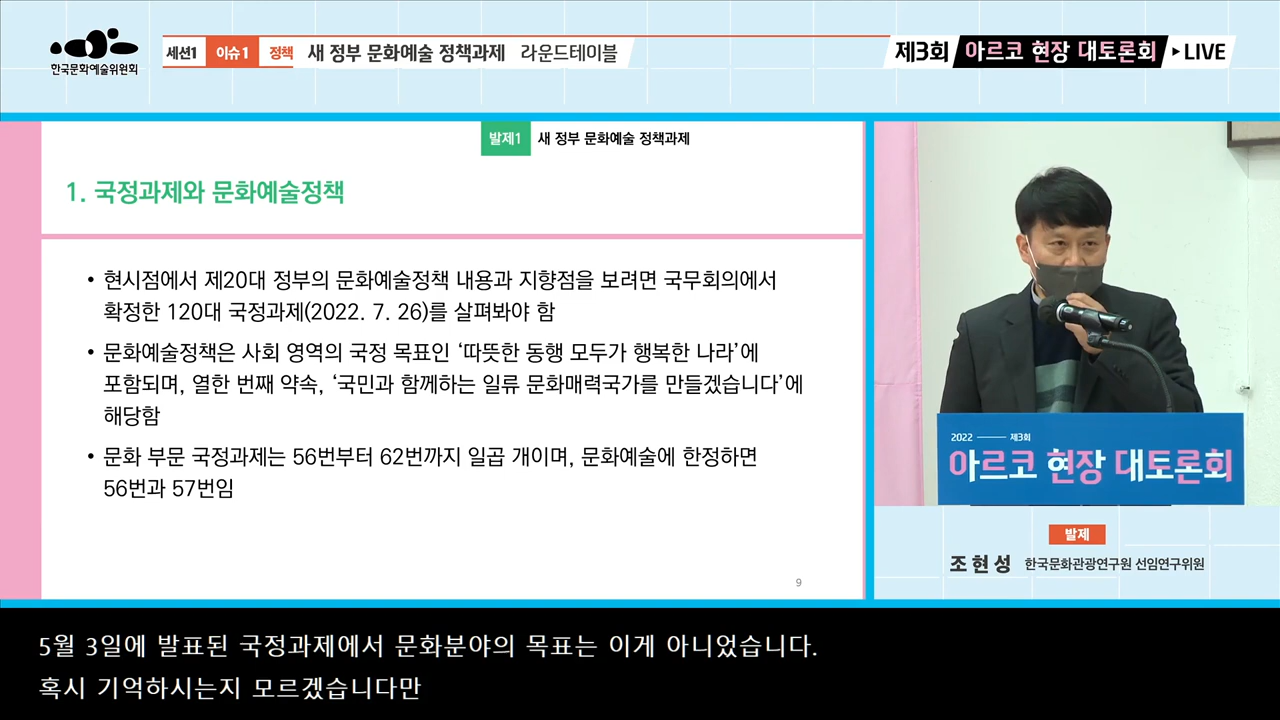 한국문화예술위원회
세션1 이슈1 정책 새 정부 문화예술 정책과제 라운드테이블
제3회 아르코 현장 대토론회 ▸LIVE
발제1 새 정부 문화예술 정책과제
1. 국정과제와 문화예술정책
• 현시점에서 제20대 정부의 문화예술정책 내용과 지향점을 보려면 국무회의에서
확정한 120대 국정과제(2022. 7. 26)를 살펴봐야 함
• 문화예술정책은 사회 영역의 국정 목표인 ‘따뜻한 동행 모두가 행복한 나라’에
포함되며, 열한 번째 약속, ‘국민과 함께하는 일류 문화매력국가를 만들겠습니다’에
해당함
• 문화 부문 국정과제는 56번부터 62번까지 일곱 개이며, 문화예술에 한정하면
56번과 57번임
9
2022 제3회
아르코 현장 대토론회
발제
조현성 한국문화관광연구원 선임연구위원
5월 3일에 발표된 국정과제에서 문화분야의 목표는 이게 아니었습니다.
혹시 기억하시는지 모르겠습니다만